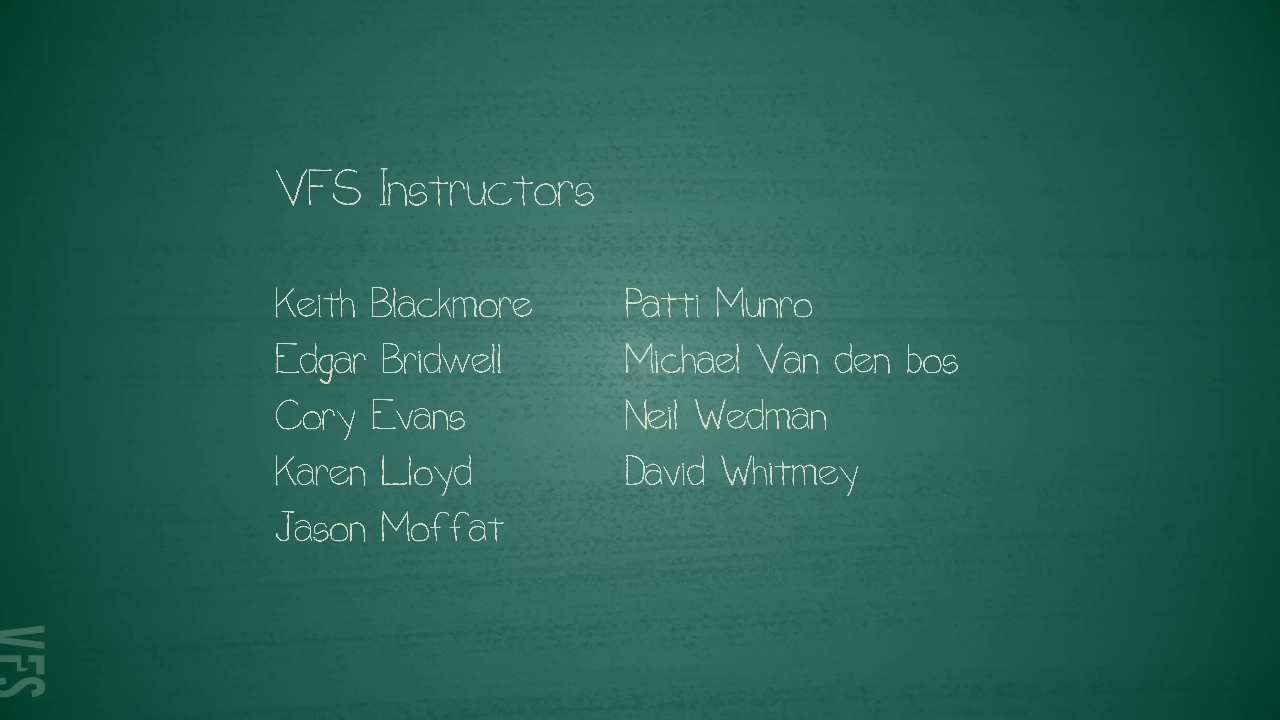 VFS Instructors
Keith Blackmore
Edgar Bridwell
Cory Evans
Karen Lloyd
Jason Moffat
Patti Munro
Michael Van den bos
Neil Wedman
David Whitmey
VFS